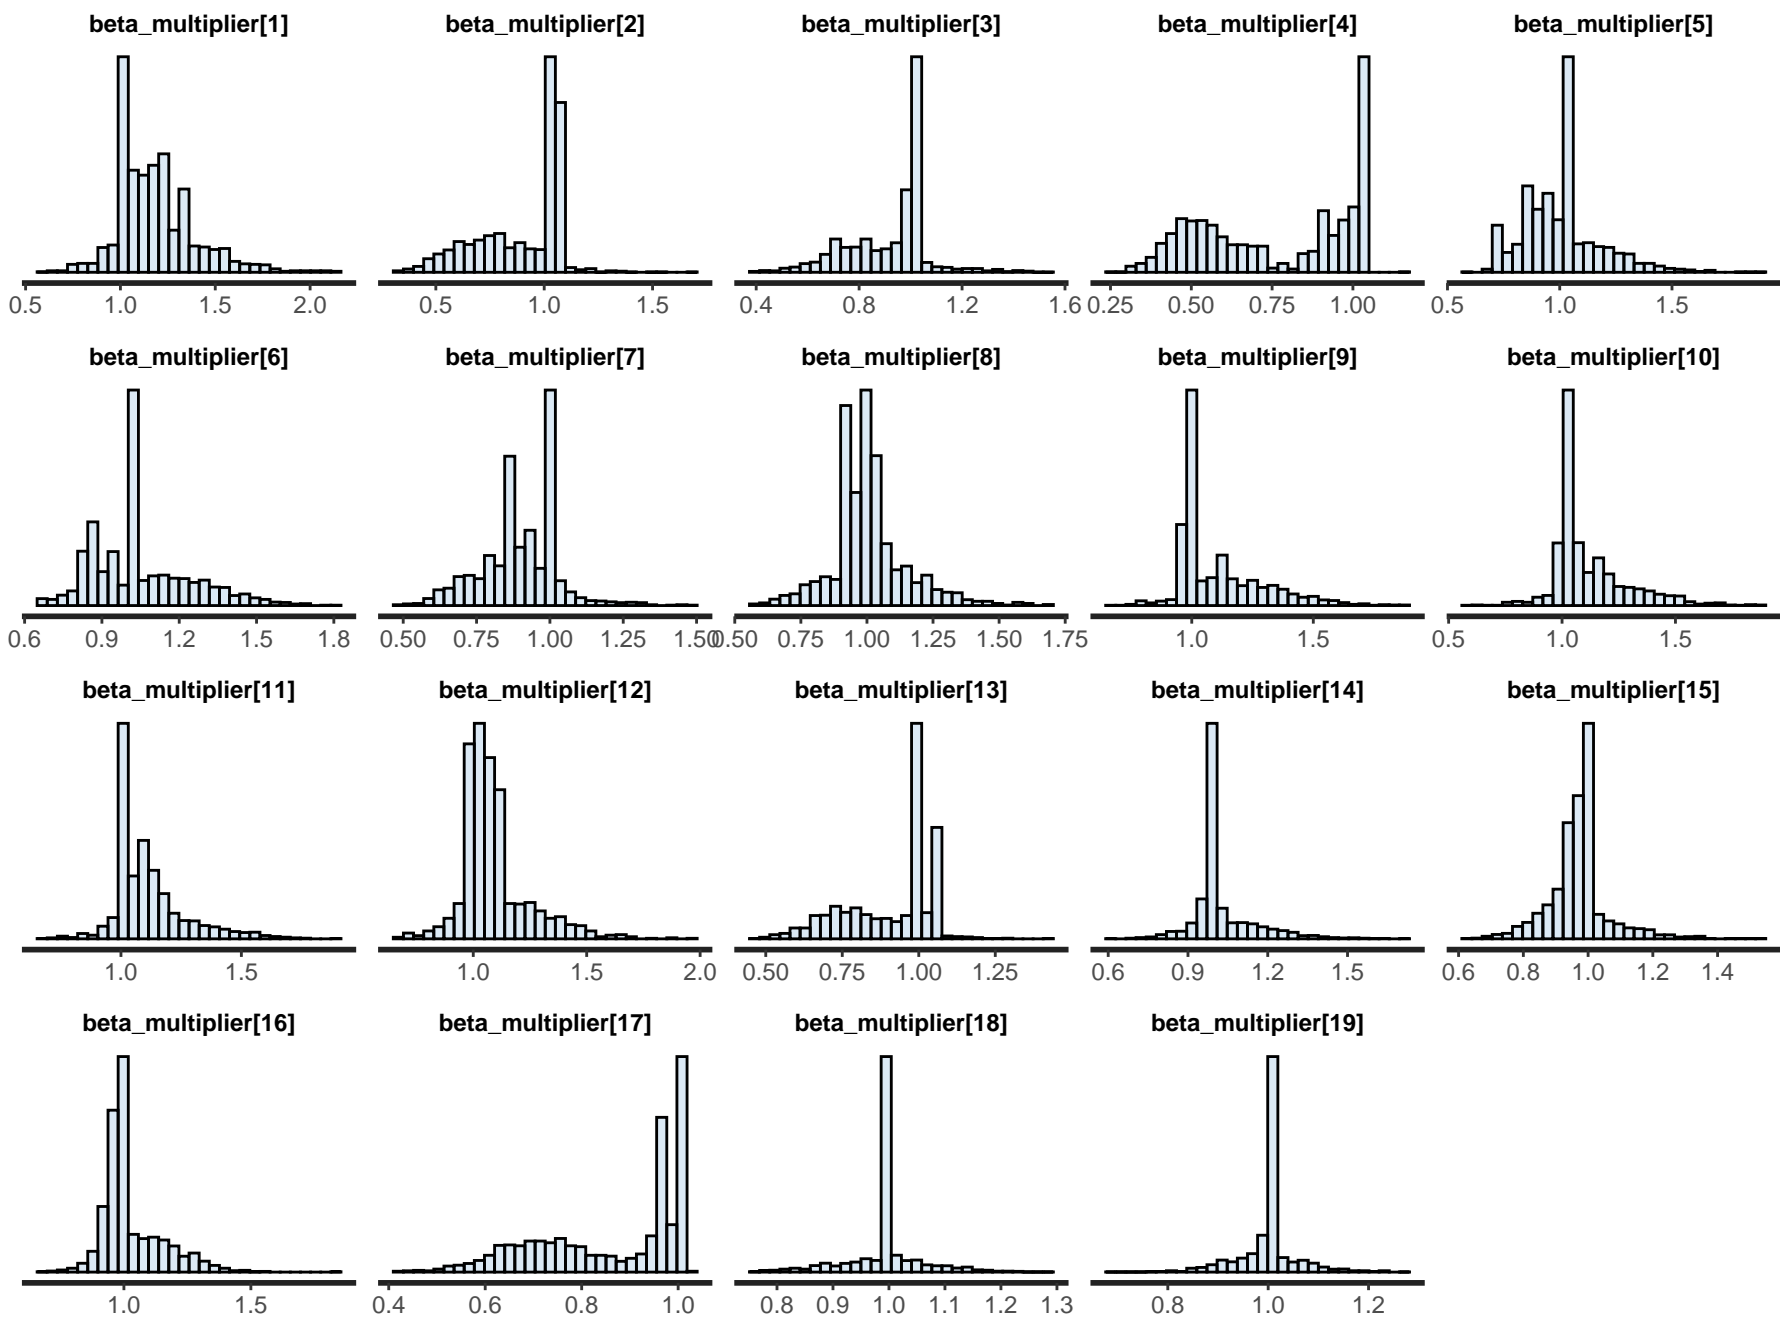 beta_multiplier[1] beta_multiplier[2] beta_multiplier[3] beta_multiplier[4] beta_multiplier[5]
0.5 1.0 1.5 2.0 0.5 1.0 1.5 0.4 0.8 1.2 1.6 0.25 0.50 0.75 1.00 0.5 1.0 1.5
beta_multiplier[6] beta_multiplier[7] beta_multiplier[8] beta_multiplier[9] beta_multiplier[10]
0.6 0.9 1.2 1.5 1.8 0.50 0.75 1.00 1.25 1.50 0.50 0.75 1.00 1.25 1.50 1.75 1.0 1.5 0.5 1.0 1.5
beta_multiplier[11] beta_multiplier[12] beta_multiplier[13] beta_multiplier[14] beta_multiplier[15]
1.0 1.5 1.0 1.5 2.0 0.50 0.75 1.00 1.25 0.6 0.9 1.2 1.5 0.6 0.8 1.0 1.2 1.4
beta_multiplier[16] beta_multiplier[17] beta_multiplier[18] beta_multiplier[19]
1.0 1.5 0.4 0.6 0.8 1.0 0.8 0.9 1.0 1.1 1.2 1.3 0.8 1.0 1.2